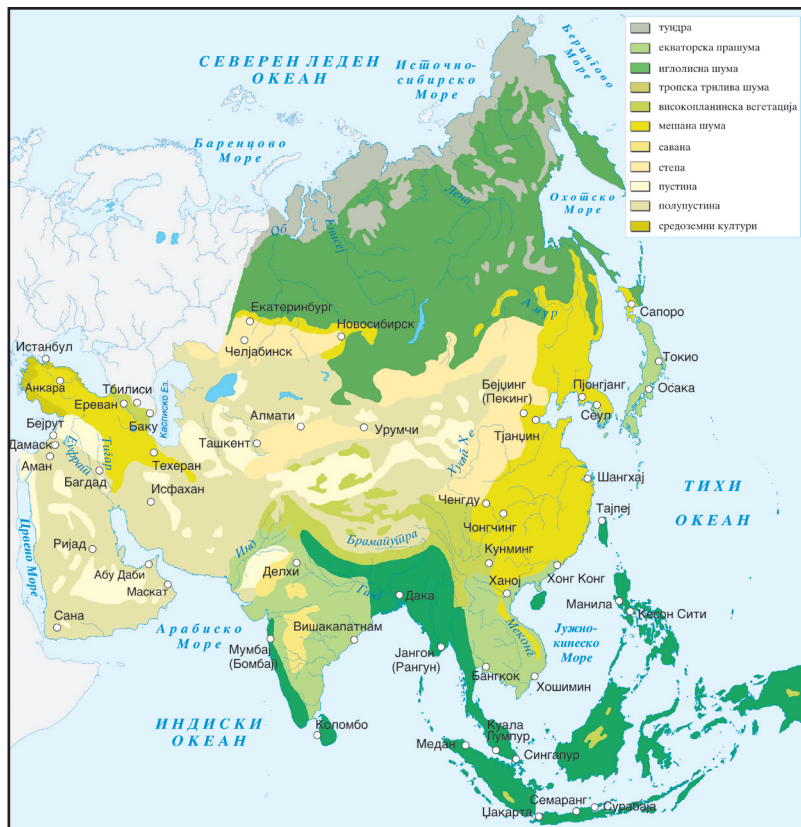 СЕВЕРЕН ЛЕДЕН
ОКЕАН
Источно-
сибирско
Море
Берингово
Море
Баренцово
Море
Охотско
Море
тундра
екваторска прашума
иглолисна шума
тропска трнлива шума
високопланинска вегетација
мешана шума
савана
степа
пустина
полупустина
средоземни култури
Об
Енисеј
Лена
Амур
Екатеринбург
Новосибирск
Челјабинск
Сапоро
Истанбул
Анкара
Тбилиси
Ереван
Баку
Касписко Ез.
Токио
Осака
Бејџинг
(Пекинг)
Пјонгјанг
Сеул
Тјанџин
Бејрут
Дамаск
Аман
Еуфрат
Тигар
Багдад
Техеран
Исфахан
Ташкент
Алмати
Урумчи
Хуанг Хе
Шангхај
Ченгду
Чонгчинг
Тајпеј
ТИХИ
ОКЕАН
Црвено Море
Ријад
Абу Даби
Маскат
Сана
Инд
Делхи
Брамапутра
Ганг
Дака
Кунминг
Ханој
Хонг Конг
Манила
Кесон Сити
Арабиско
Море
Мумбај
(Бомбај)
Вишакапатнам
Јангон
(Рангун)
Меконг
Јужно-
кинеско
Море
Бангкок
Хошимин
ИНДИСКИ
ОКЕАН
Коломбо
Медан
Куала
Лумпур
Сингапур
Семаранг
Џакарта
Сурабаја